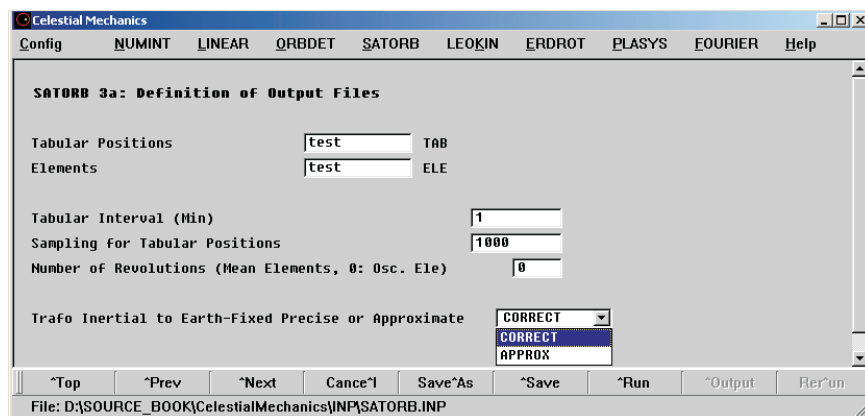 Celestial Mechanics
Config NUMINT LINEAR ORBDET SATORB LEOKIN ERDROT PLASYS FOURIER Help
SATORB 3a: Definition of Output Files
Tabular Positions test TAB
Elements test ELE
Tabular Interval (Min) 1
Sampling for Tabular Positions 1000
Number of Revolutions (Mean Elements, 0: Osc. Ele) 0
Trafo Inertial to Earth-Fixed Precise or Approximate CORRECT
CORRECT
APPROX
^Top ^Prev ^Next Cance^l Save^As ^Save ^Run ^Output Rer^un
File: D:\SOURCE_BOOK\CelestialMechanics\INP\SATORB.INP